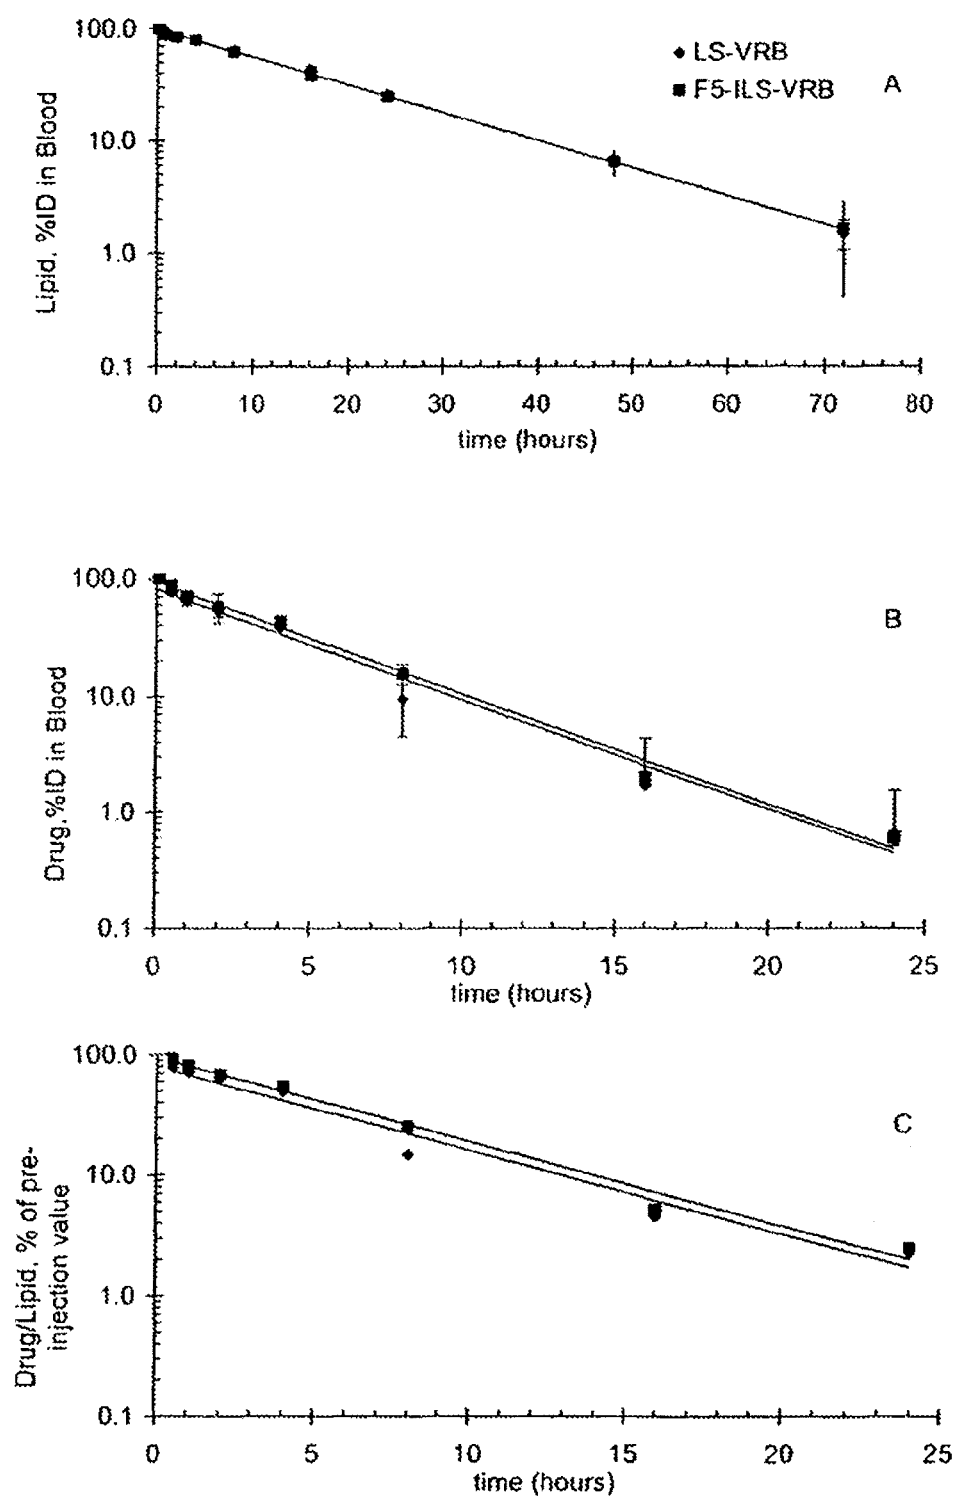 100.0
10.0
1.0
0.1
Lipid, %ID in Blood
LS-VRB
F5-ILS-VRB
A
0 10 20 30 40 50 60 70 80
time (hours)
100.0
10.0
1.0
0.1
Drug,%ID in Blood
B
0 5 10 15 20 25
time (hours)
100.0
10.0
1.0
0.1
Drug/Lipid, % of pre-
injection value
C
0 5 10 15 20 25
time (hours)